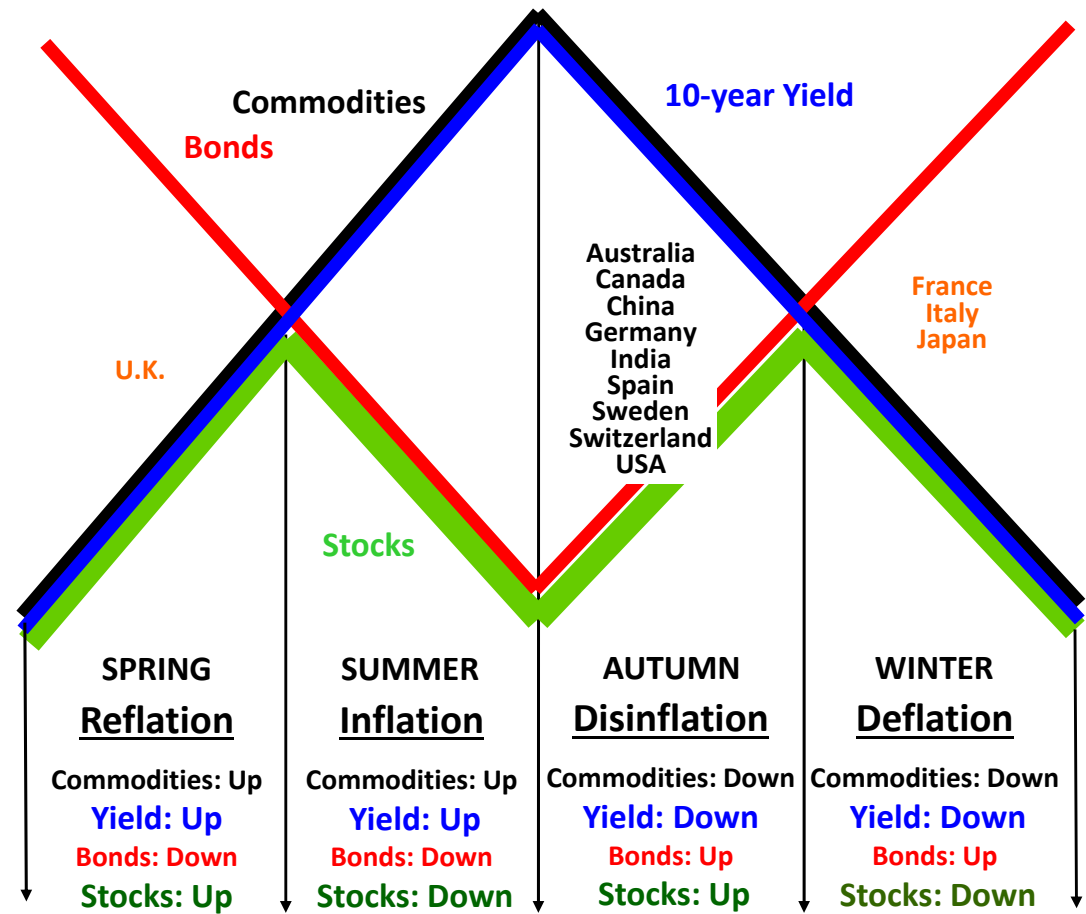 Commodities
10-year Yield
Bonds
Australia
Canada
China
Germany
India
Spain
Sweden
Switzerland
USA
France
Italy
Japan
U.K.
Stocks
SPRING
Reflation
Commodities: Up
Yield: Up
Bonds: Down
Stocks: Up
SUMMER
Inflation
Commodities: Up
Yield: Up
Bonds: Down
Stocks: Down
AUTUMN
Disinflation
Commodities: Down
Yield: Down
Bonds: Up
Stocks: Up
WINTER
Deflation
Commodities: Down
Yield: Down
Bonds: Up
Stocks: Down